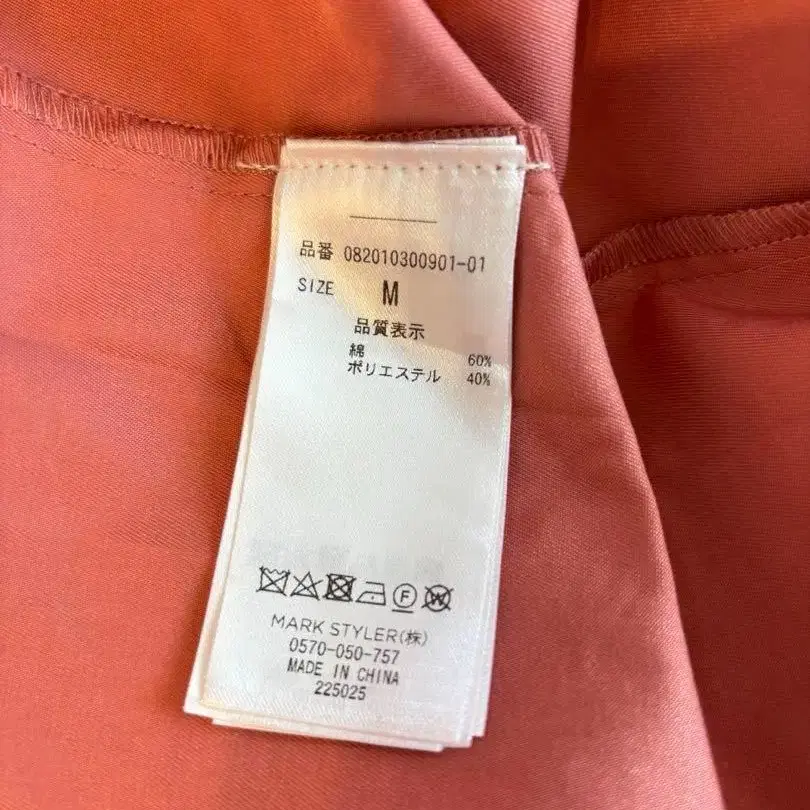 品番 082010300901-01
SIZE M
品質表示
綿 60%
ポリエステル 40%
F W
MARK STYLER(株)
0570-050-757
MADE IN CHINA
225025